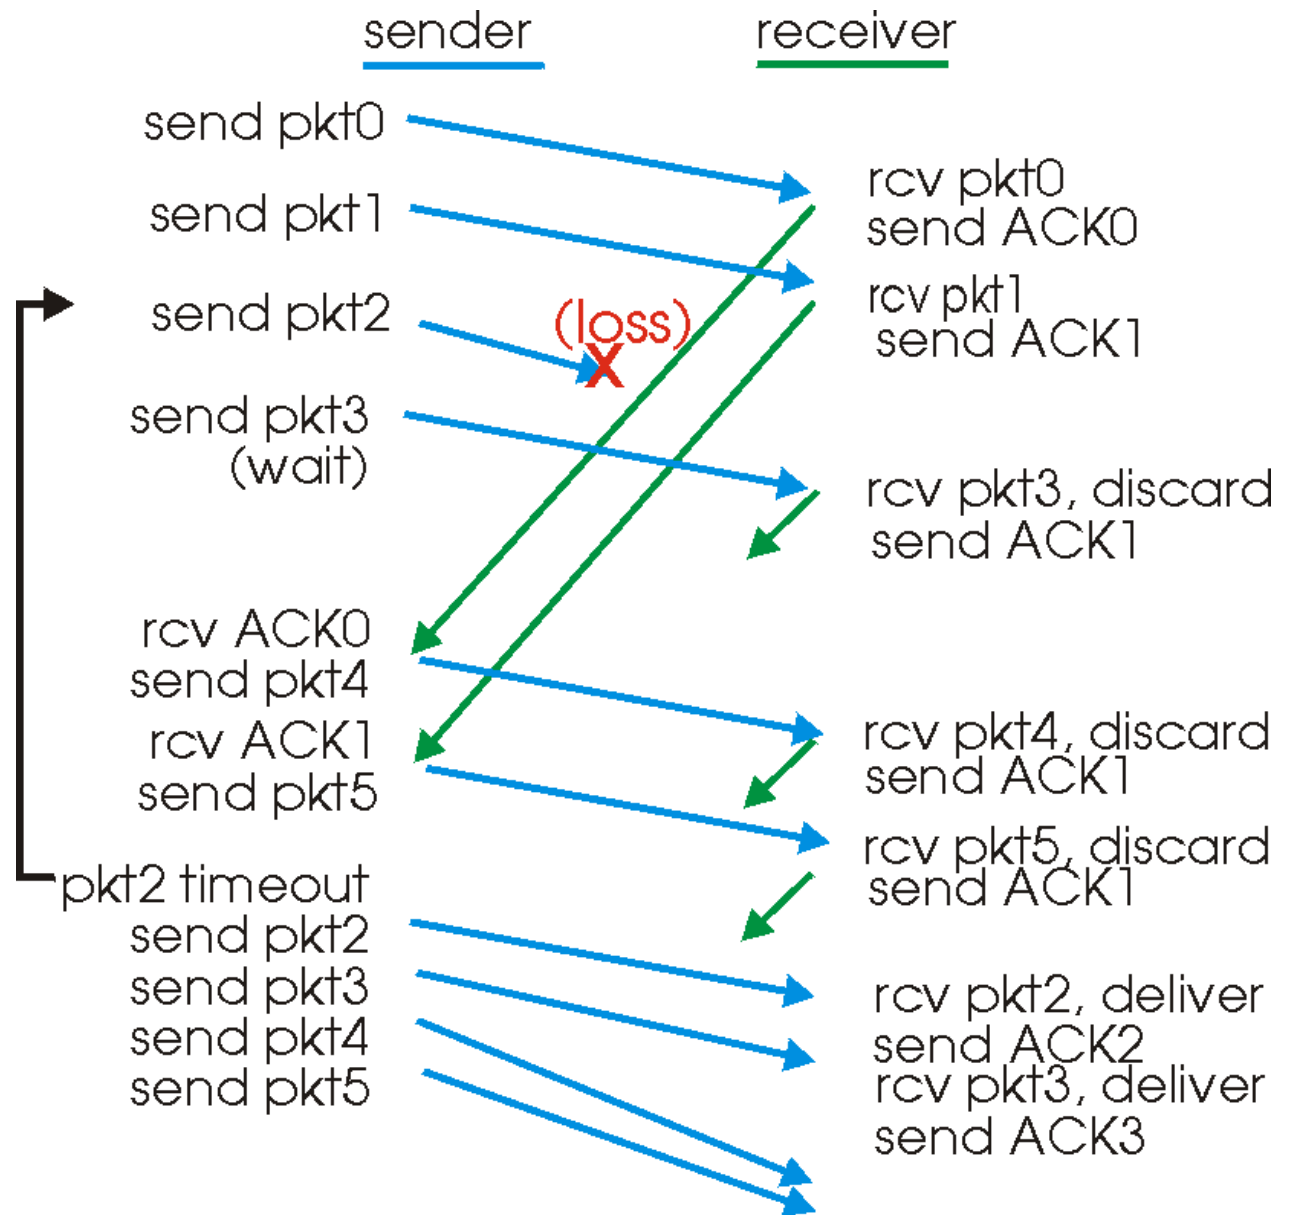 sender
receiver
send pkt0
rcv pkt0
send ACK0
send pkt1
rcv pkt1
send ACK1
send pkt2
(loss)
X
send pkt3
(wait)
rcv pkt3, discard
send ACK1
rcv ACK0
send pkt4
rcv ACK1
send pkt5
rcv pkt4, discard
send ACK1
rcv pkt5, discard
send ACK1
pkt2 timeout
send pkt2
send pkt3
send pkt4
send pkt5
rcv pkt2, deliver
send ACK2
rcv pkt3, deliver
send ACK3